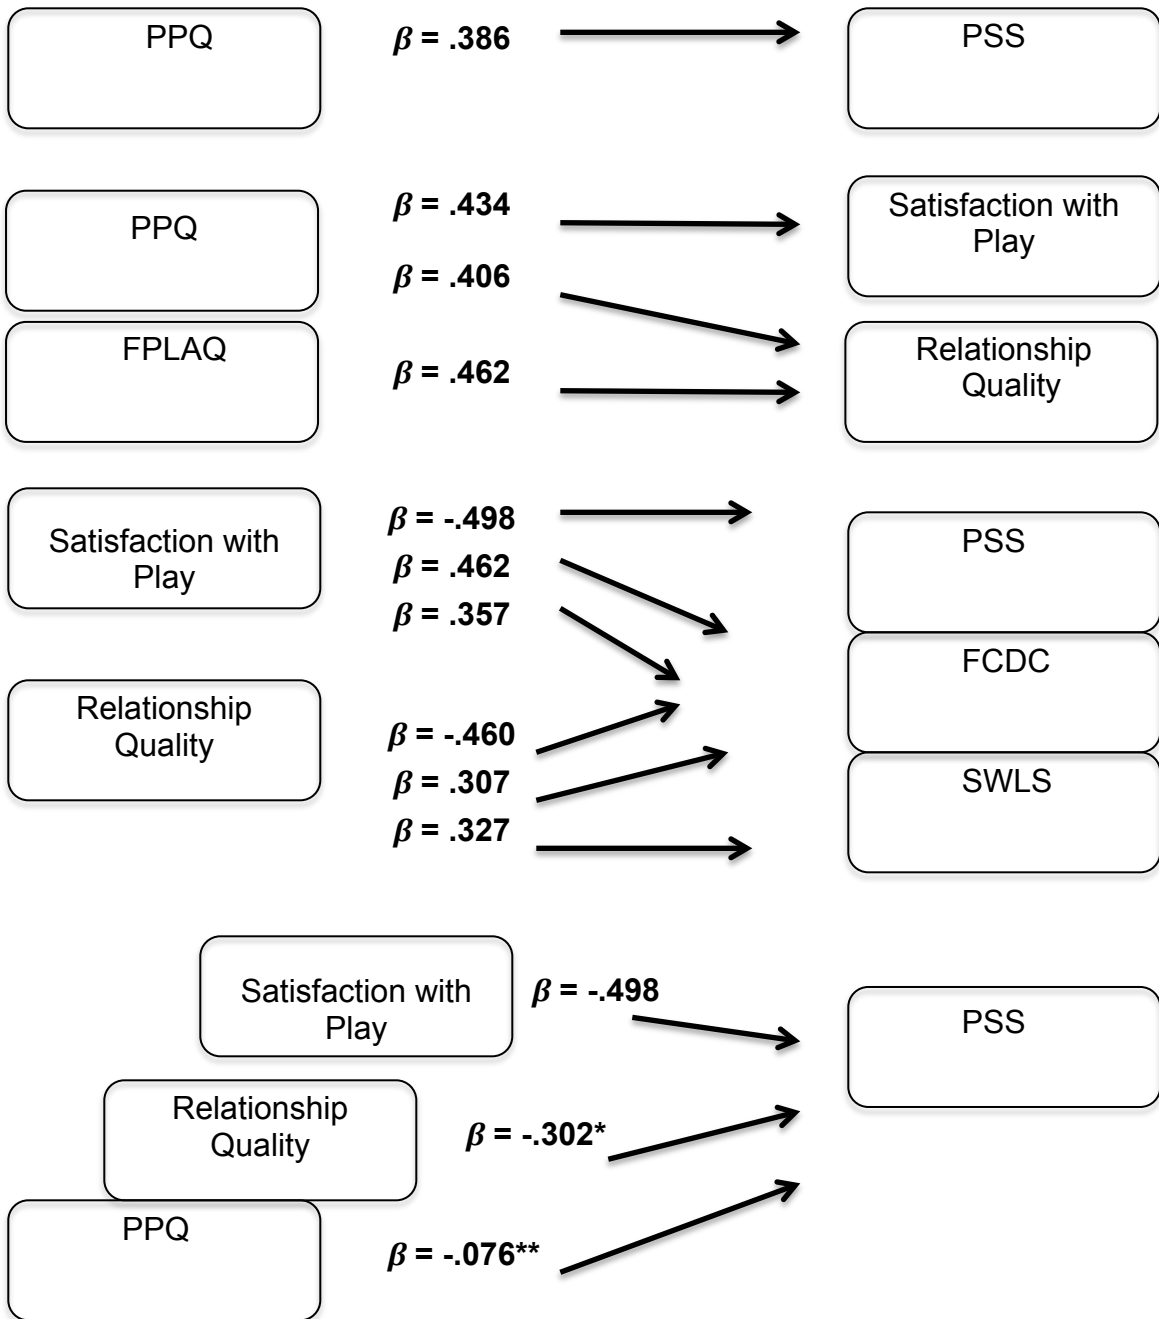 PPQ
β = .386
PSS
PPQ
β = .434
β = .406
Satisfaction with
Play
FPLAQ
β = .462
Relationship
Quality
Satisfaction with
Play
β = -.498
β = .462
β = .357
PSS
FCDC
SWLS
Relationship
Quality
β = -.460
β = .307
β = .327
Satisfaction with
Play
β = -.498
PSS
Relationship
Quality
β = -.302*
PPQ
β = -.076**